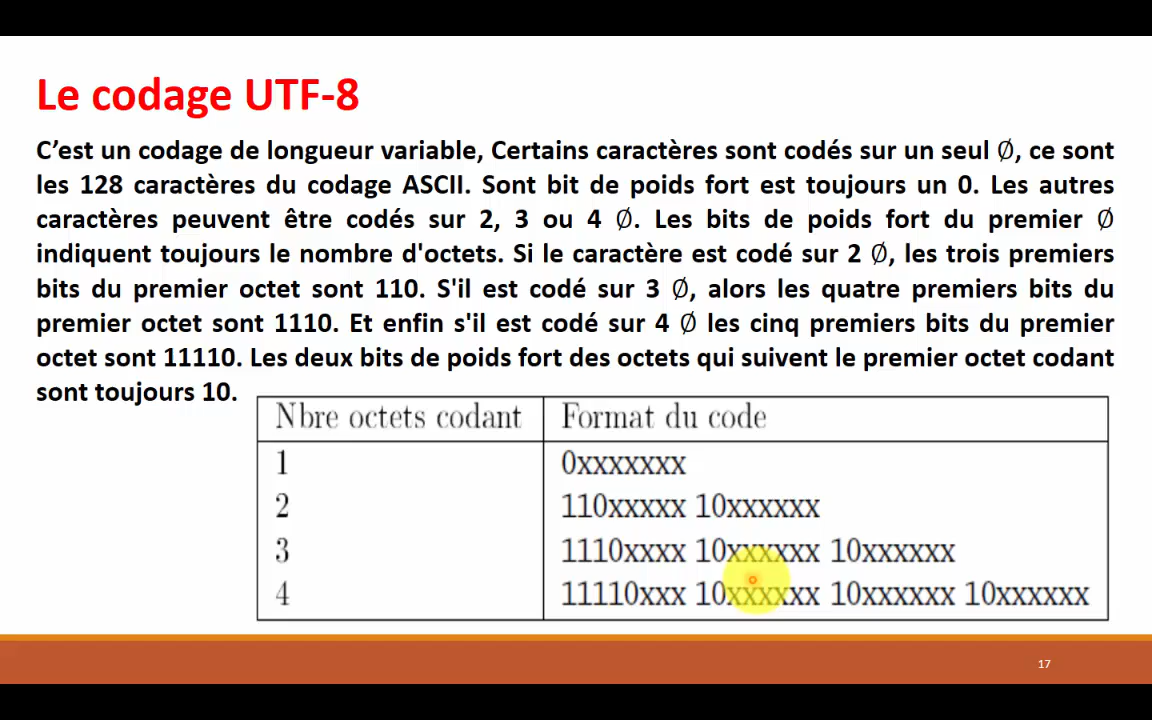 Le codage UTF-8
C’est un codage de longueur variable, Certains caractères sont codés sur un seul ∅, ce sont
les 128 caractères du codage ASCII. Sont bit de poids fort est toujours un 0. Les autres
caractères peuvent être codés sur 2, 3 ou 4 ∅. Les bits de poids fort du premier ∅
indiquent toujours le nombre d'octets. Si le caractère est codé sur 2 ∅, les trois premiers
bits du premier octet sont 110. S'il est codé sur 3 ∅, alors les quatre premiers bits du
premier octet sont 1110. Et enfin s'il est codé sur 4 ∅ les cinq premiers bits du premier
octet sont 11110. Les deux bits de poids fort des octets qui suivent le premier octet codant
sont toujours 10.
Nbre octets codant Format du code
1 0xxxxxxx
2 110xxxxx 10xxxxxx
3 1110xxxx 10xxxxxx 10xxxxxx
4 11110xxx 10xxxxxx 10xxxxxx 10xxxxxx
17